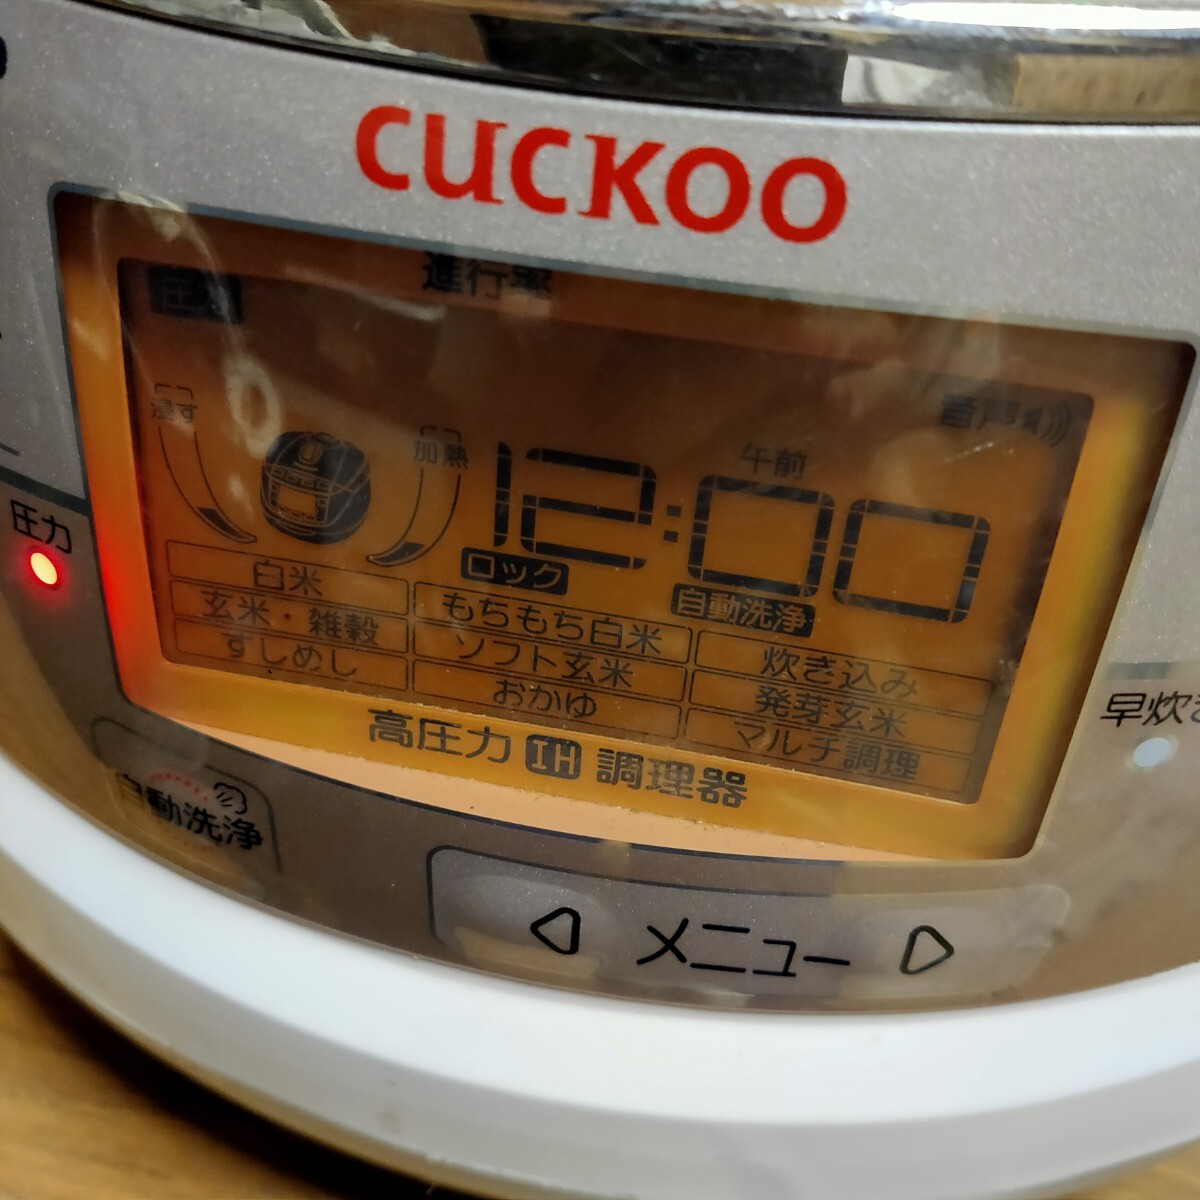 CUCKOO
進行率
圧力
音声
浸す
加熱
午前
12:00
圧力
ロック
自動洗浄
白米
もちもち白米
炊き込み
玄米・雑穀
ソフト玄米
発芽玄米
すしめし
おかゆ
マルチ調理
高圧力 IH 調理器
早炊き
自動洗浄
メニュー